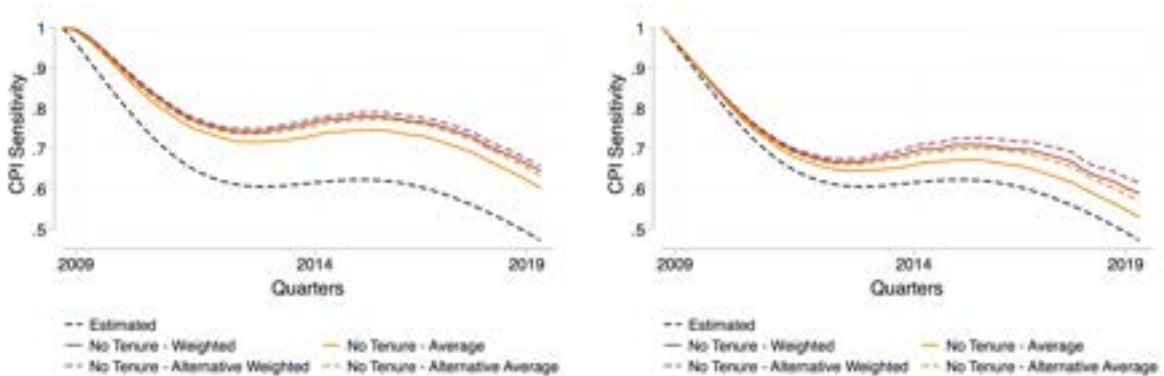 1
.9
.8
.7
.6
.5
CPI Sensitivity
2009 2014 2019
Quarters
Estimated
No Tenure - Weighted No Tenure - Average
No Tenure - Alternative Weighted No Tenure - Alternative Average
1
.9
.8
.7
.6
.5
CPI Sensitivity
2009 2014 2019
Quarters
Estimated
No Tenure - Weighted No Tenure - Average
No Tenure - Alternative Weighted No Tenure - Alternative Average